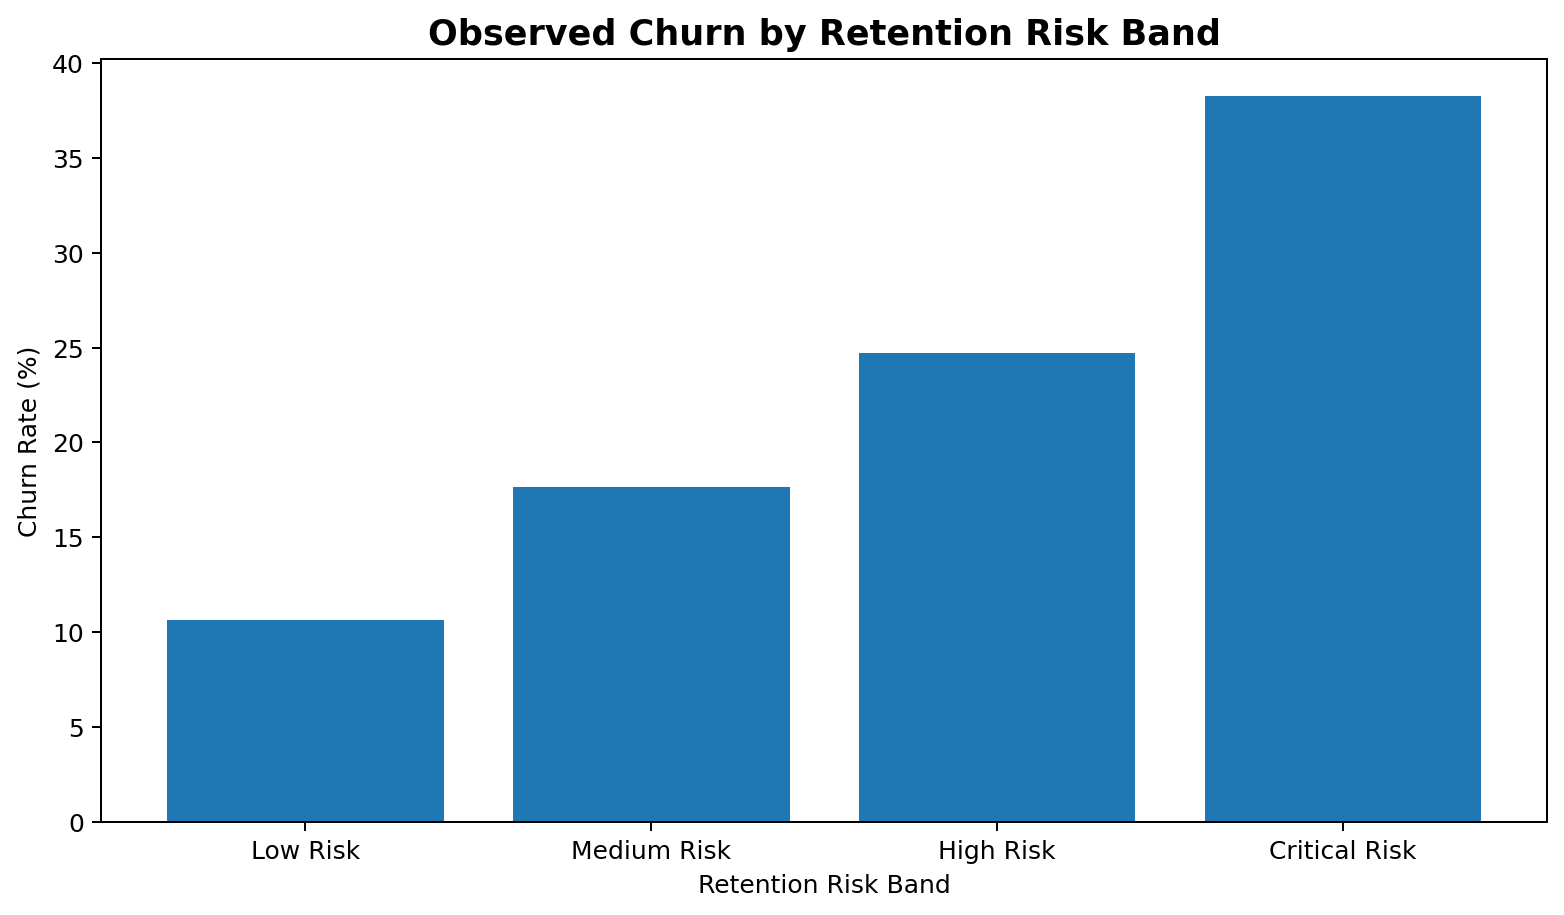 Observed Churn by Retention Risk Band
40
35
30
25
20
15
10
5
0
Churn Rate (%)
Low Risk Medium Risk High Risk Critical Risk
Retention Risk Band